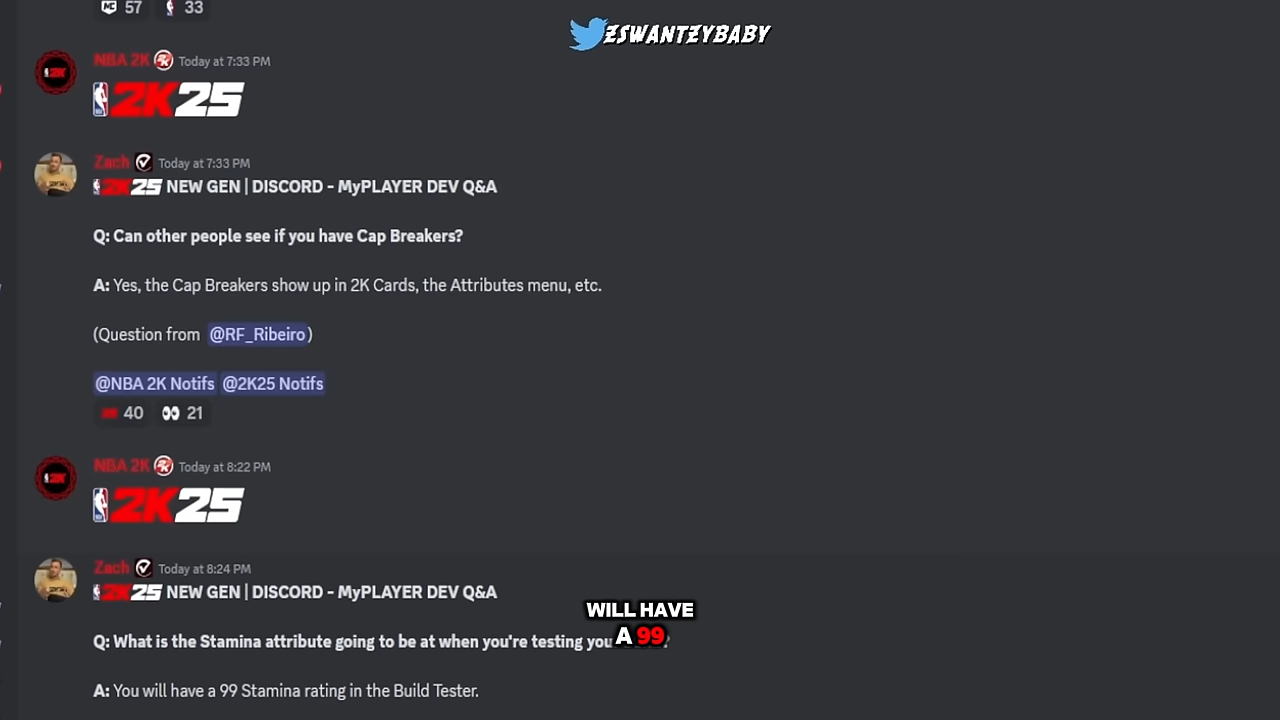 57 33
ZSWANTZYBABY
NBA 2K Today at 7:33 PM
2K25
Zach Today at 7:33 PM
2K25 NEW GEN | DISCORD - MyPLAYER DEV Q&A
Q: Can other people see if you have Cap Breakers?
A: Yes, the Cap Breakers show up in 2K Cards, the Attributes menu, etc.
(Question from @RF_Ribeiro)
@NBA 2K Notifs @2K25 Notifs
40 21
NBA 2K Today at 8:22 PM
2K25
Zach Today at 8:24 PM
2K25 NEW GEN | DISCORD - MyPLAYER DEV Q&A
WILL HAVE
A 99
Q: What is the Stamina attribute going to be at when you're testing
A: You will have a 99 Stamina rating in the Build Tester.